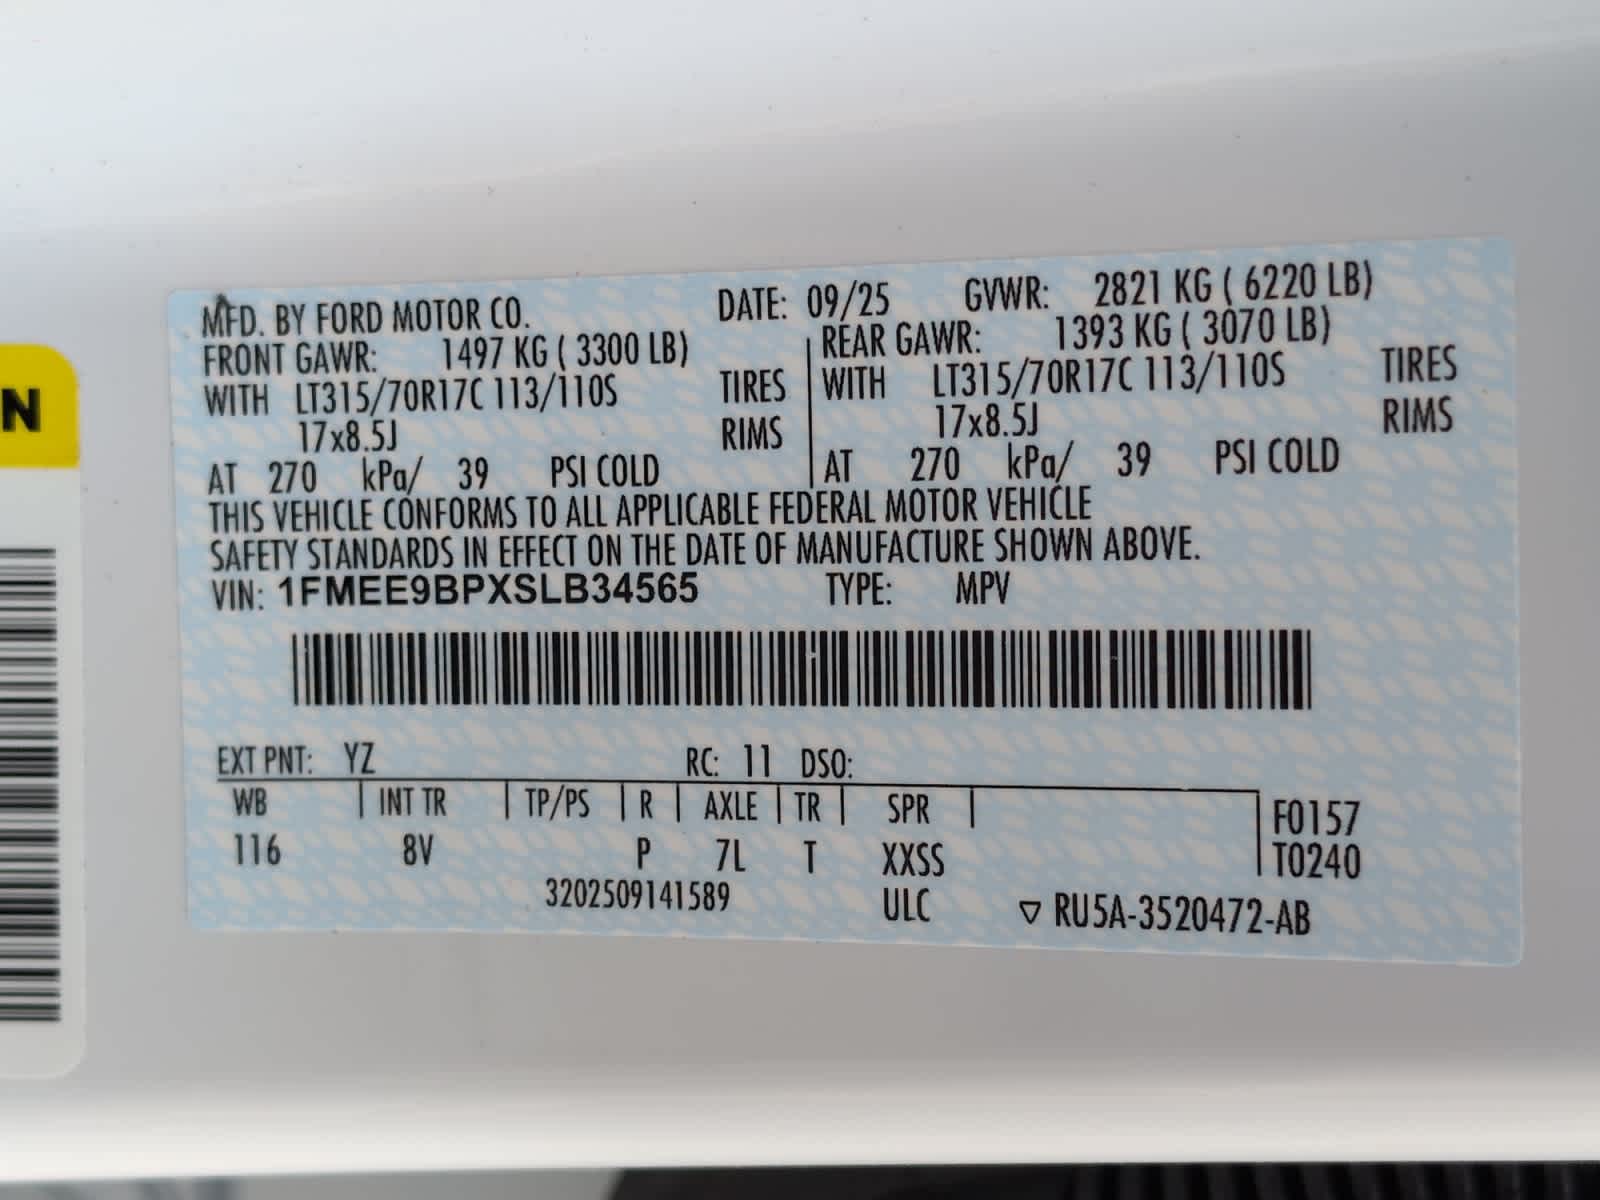 N
MFD. BY FORD MOTOR CO. DATE: 09/25 GVWR: 2821 KG ( 6220 LB)
FRONT GAWR: 1497 KG ( 3300 LB) REAR GAWR: 1393 KG ( 3070 LB)
WITH LT315/70R17C 113/110S TIRES WITH LT315/70R17C 113/110S TIRES
17x8.5J RIMS 17x8.5J RIMS
AT 270 kPa/ 39 PSI COLD AT 270 kPa/ 39 PSI COLD
THIS VEHICLE CONFORMS TO ALL APPLICABLE FEDERAL MOTOR VEHICLE
SAFETY STANDARDS IN EFFECT ON THE DATE OF MANUFACTURE SHOWN ABOVE.
VIN: 1FMEE9BPXSLB34565 TYPE: MPV
EXT PNT: YZ RC: 11 DSO:
WB | INT TR | TP/PS | R | AXLE | TR | SPR | F0157
116 8V P 7L T XXSS T0240
3202509141589 ULC ▽ RU5A-3520472-AB